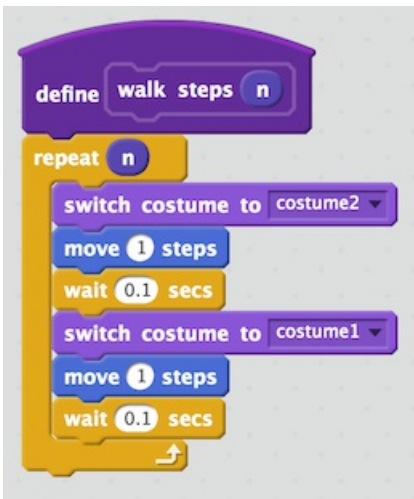 define walk steps n
repeat n
switch costume to costume2
move 1 steps
wait 0.1 secs
switch costume to costume1
move 1 steps
wait 0.1 secs